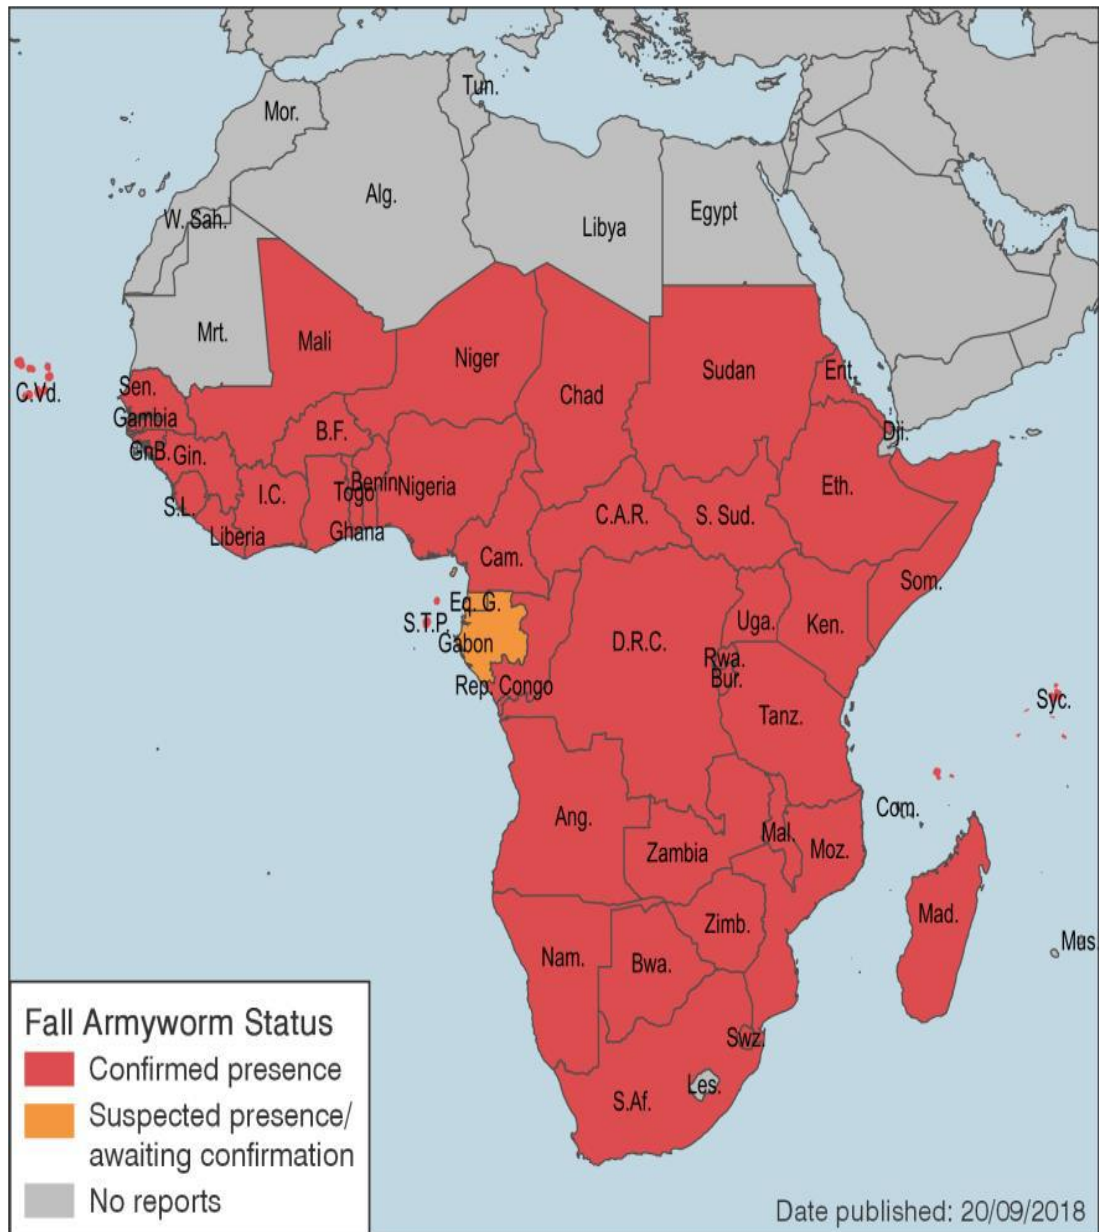 Tun.
Mor.
Alg.
Libya
Egypt
W. Sah.
Mrt.
Mali
Niger
Chad
Sudan
Erit.
C.Vd.
Sen.
Gambia
GnB.
Gin.
B.F.
Benin
Togo
Nigeria
Dji.
Eth.
S.L.
I.C.
Liberia
Ghana
C.A.R.
S. Sud.
Cam.
Som.
Eq. G.
S.T.P.
Gabon
D.R.C.
Uga.
Ken.
Rwa.
Bur.
Rep. Congo
Tanz.
Syc.
Com.
Ang.
Zambia
Mal.
Moz.
Mad.
Zimb.
Nam.
Bwa.
Mus.
Swz.
Les.
S.Af.
Fall Armyworm Status
Confirmed presence
Suspected presence/
awaiting confirmation
No reports
Date published: 20/09/2018